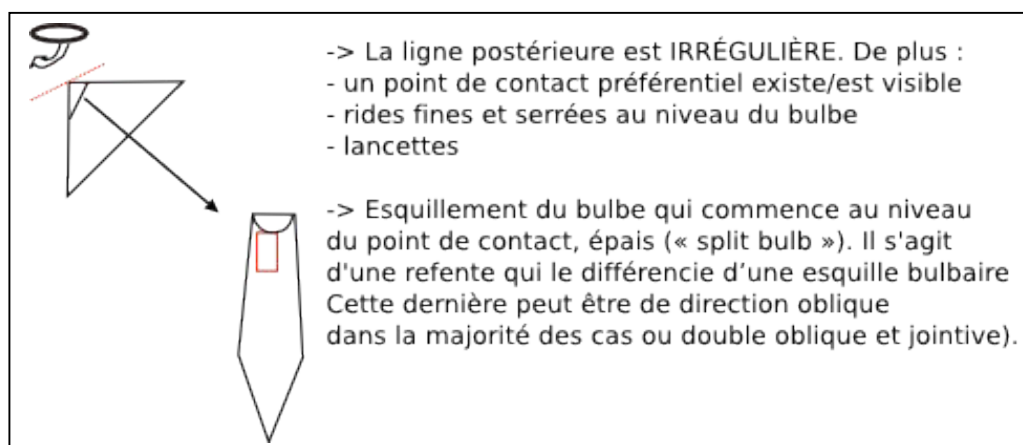 -> La ligne postérieure est IRRÉGULIÈRE. De plus :
- un point de contact préférentiel existe/est visible
- rides fines et serrées au niveau du bulbe
- lancettes
-> Esquillement du bulbe qui commence au niveau
du point de contact, épais (« split bulb »). Il s'agit
d'une refente qui le différencie d’une esquille bulbaire
Cette dernière peut être de direction oblique
dans la majorité des cas ou double oblique et jointive).